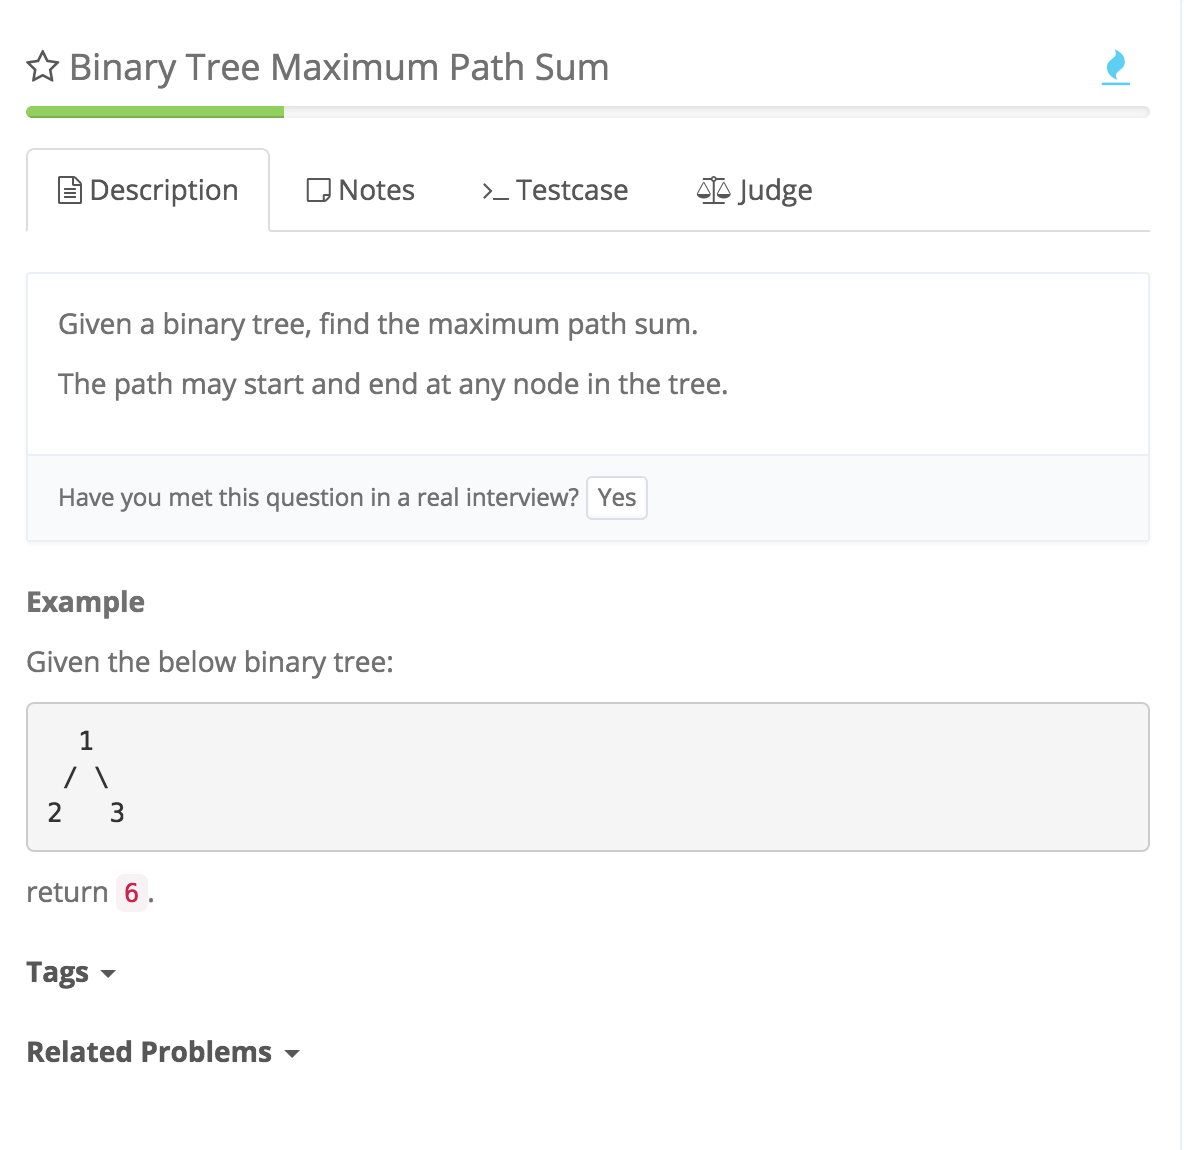 Binary Tree Maximum Path Sum
Description Notes >_ Testcase Judge
Given a binary tree, find the maximum path sum.
The path may start and end at any node in the tree.
Have you met this question in a real interview? Yes
Example
Given the below binary tree:
1
/ \
2 3
return 6.
Tags
Related Problems